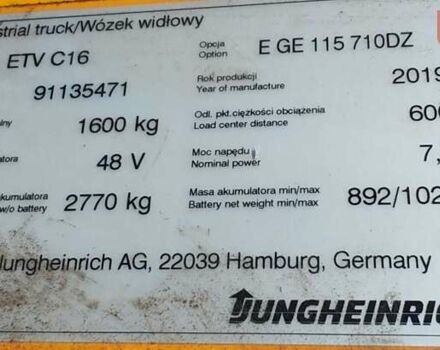 strial truck/Wózek widłowy
ETV C16
Opcja
Option
E GE 115 710DZ
91135471
Rok produkcji
Year of manufacture
2019
lny
1600 kg
Odl. pkt.ciężkości obciążenia
Load center distance
600
atora
48 V
Moc napędu
Nominal power
7,
kumulatora
w/o battery
2770 kg
Masa akumulatora min/max
Battery net weight min/max
892/102
Jungheinrich AG, 22039 Hamburg, Germany
JUNGHEINRIC